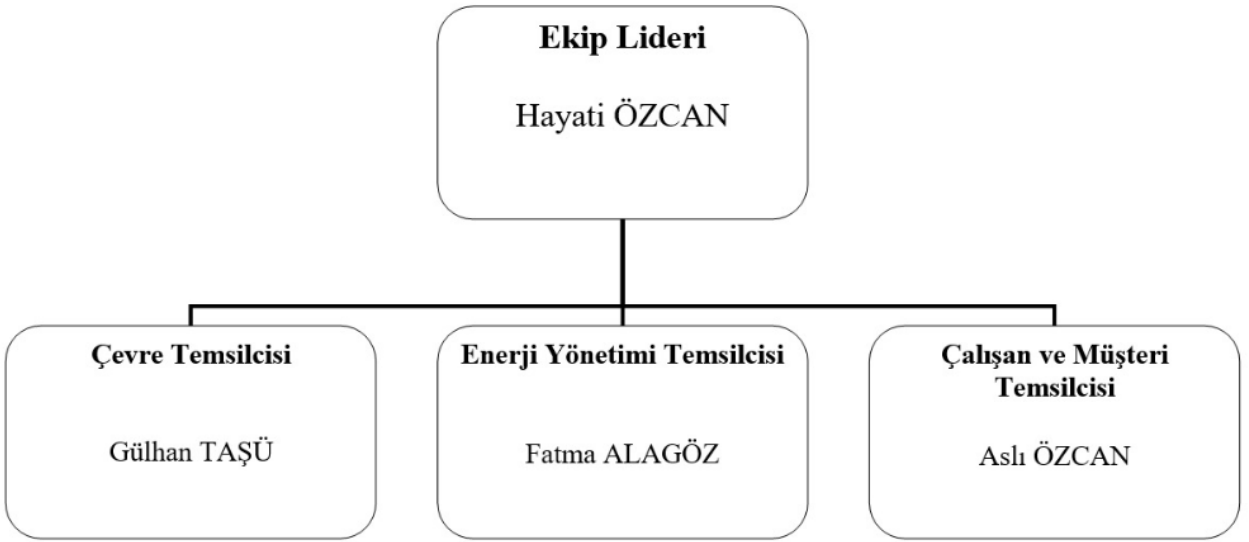 Ekip Lideri
Hayati ÖZCAN
Çevre Temsilcisi
Gülhan TAŞÜ
Enerji Yönetimi Temsilcisi
Fatma ALAGÖZ
Çalışan ve Müşteri
Temsilcisi
Aslı ÖZCAN